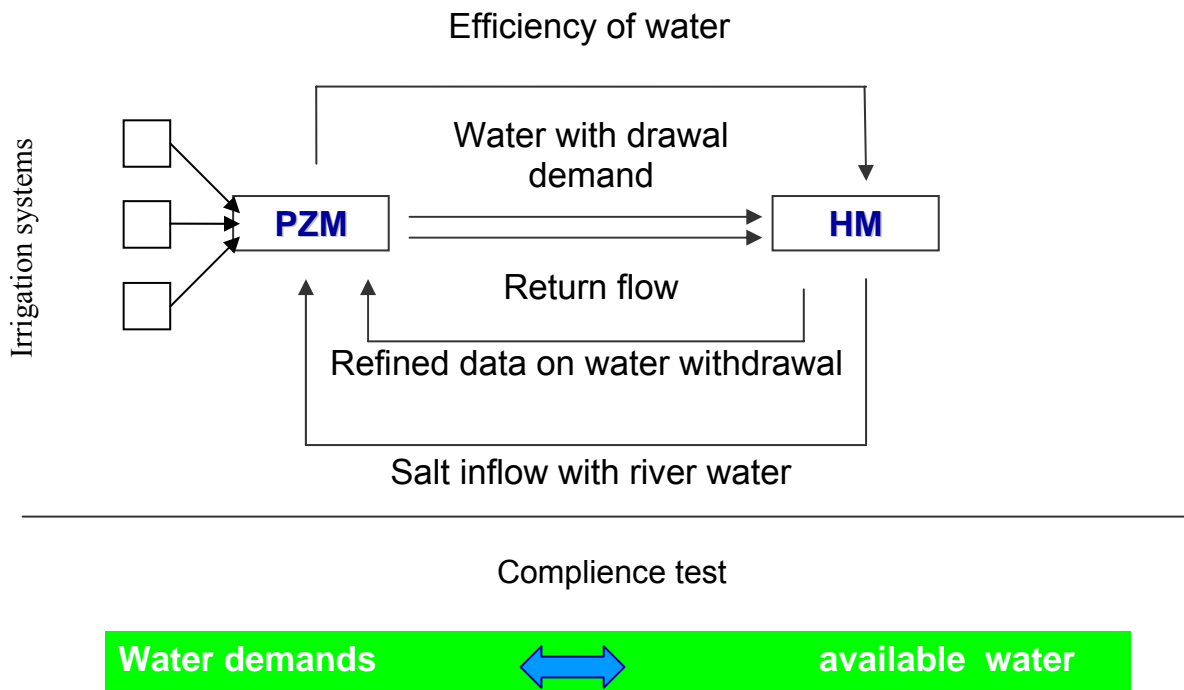 Efficiency of water
Irrigation systems
Water with drawal
demand
PZM
HM
Return flow
Refined data on water withdrawal
Salt inflow with river water
Complience test
Water demands available water